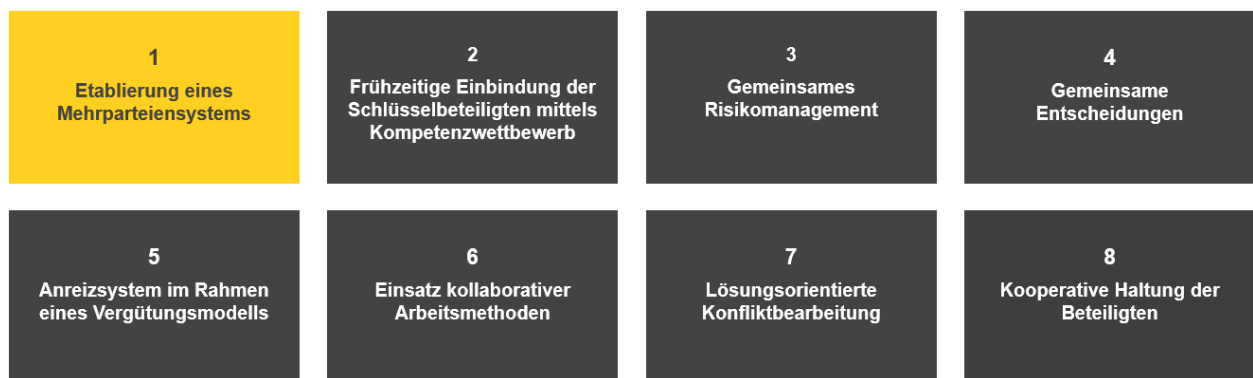 1
Etablierung eines
Mehrparteiensystems
2
Frühzeitige Einbindung der
Schlüsselbeteiligten mittels
Kompetenzwettbewerb
3
Gemeinsames
Risikomanagement
4
Gemeinsame
Entscheidungen
5
Anreizsystem im Rahmen
eines Vergütungsmodells
6
Einsatz kollaborativer
Arbeitsmethoden
7
Lösungsorientierte
Konfliktbearbeitung
8
Kooperative Haltung der
Beteiligten